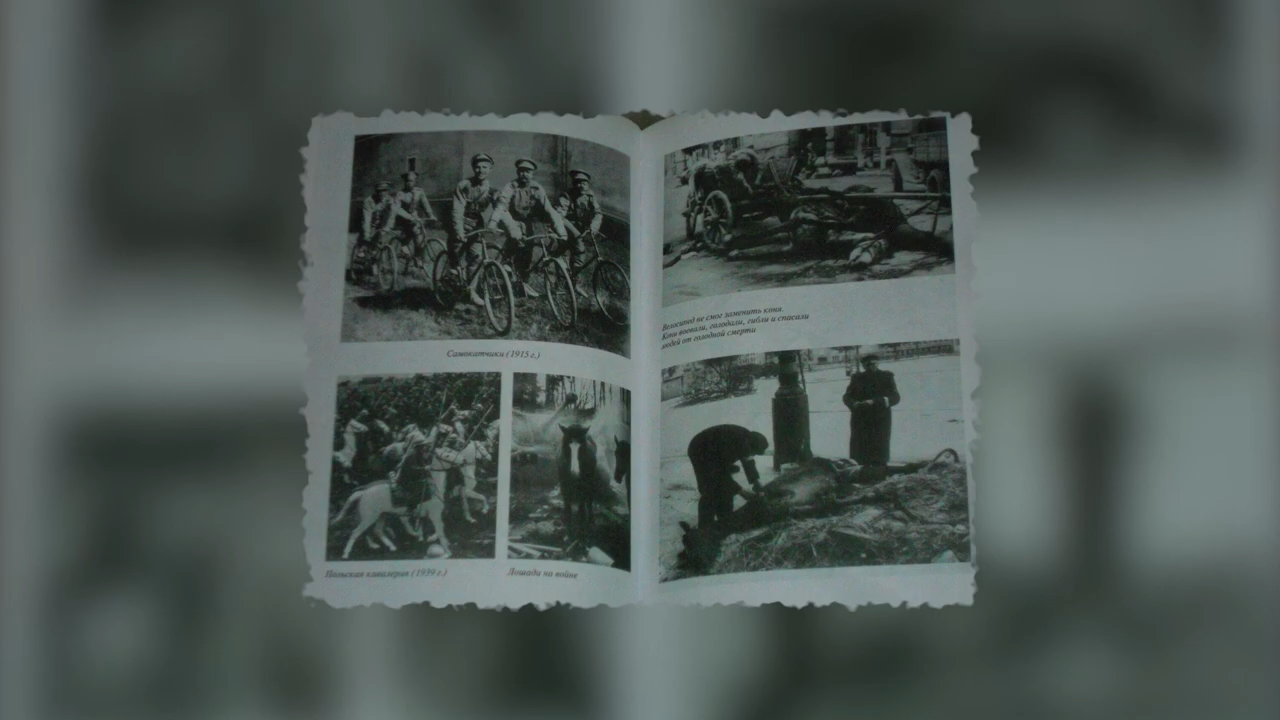 Самокатчики (1915 г.)
Польская кавалерия (1939 г.)
Лошади на войне
Велосипед не смог заменить коня.
Кони воевали, голодали, гибли и спасали
людей от голодной смерти